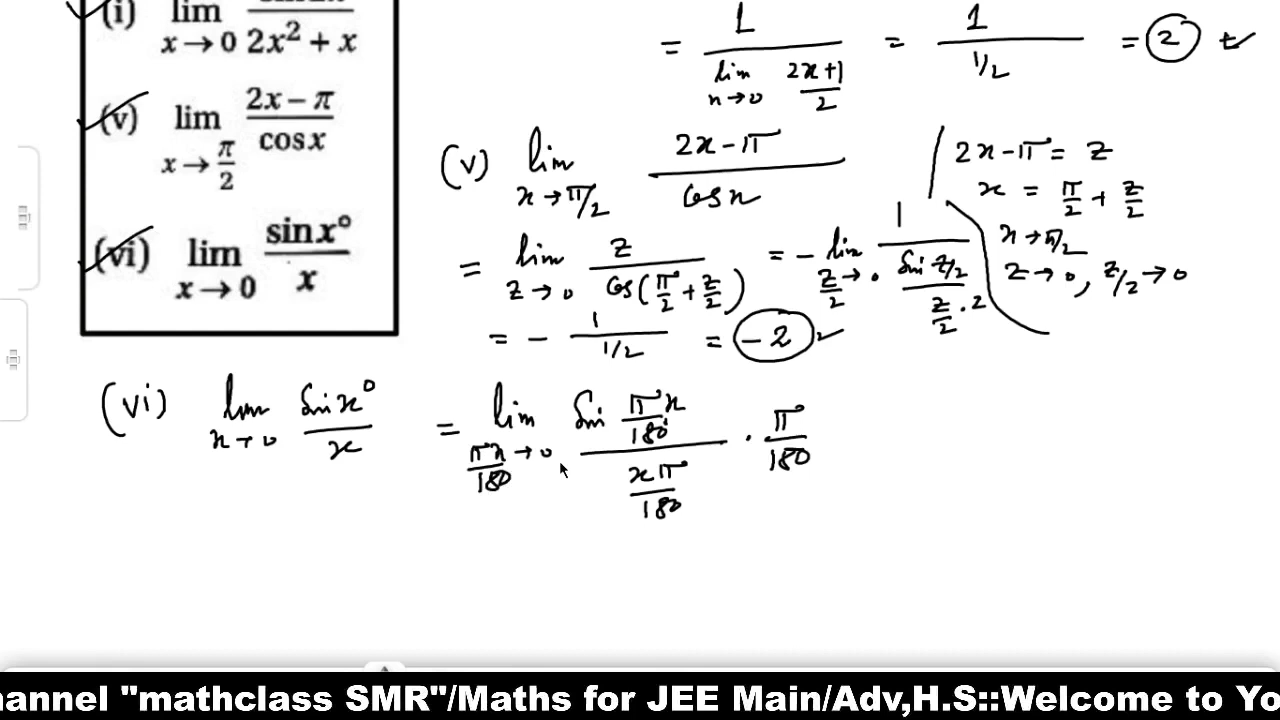 (i) lim x→0 2x² + x
= 1 / lim n→0 2x+1/2 = 1 / 1/2 = 2
(v) lim x→π/2 2x − π / cos x
(vi) lim x→0 sin x° / x
(v) lim x→π/2 2x − π / cos x
2x − π = z
x = π/2 + z/2
x→π/2
z→0, z/2→0
= lim z→0 z / cos(π/2 + z/2) = − lim z/2→0 1 / sin z/2 / z/2 · 2
= − 1 / 1/2 = −2
(vi) lim x→0 sin x° / x = lim πx/180→0 sin πx/180 / xπ/180 · π/180
hannel "mathclass SMR"/Maths for JEE Main/Adv,H.S::Welcome to Yo